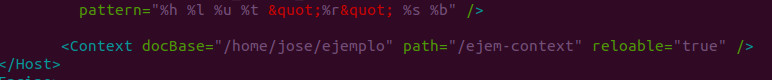 pattern="%h %l %u %t &quot;%r&quot; %s %b" />
<Context docBase="/home/jose/ejemplo" path="/ejem-context" reloable="true" />
</Host>